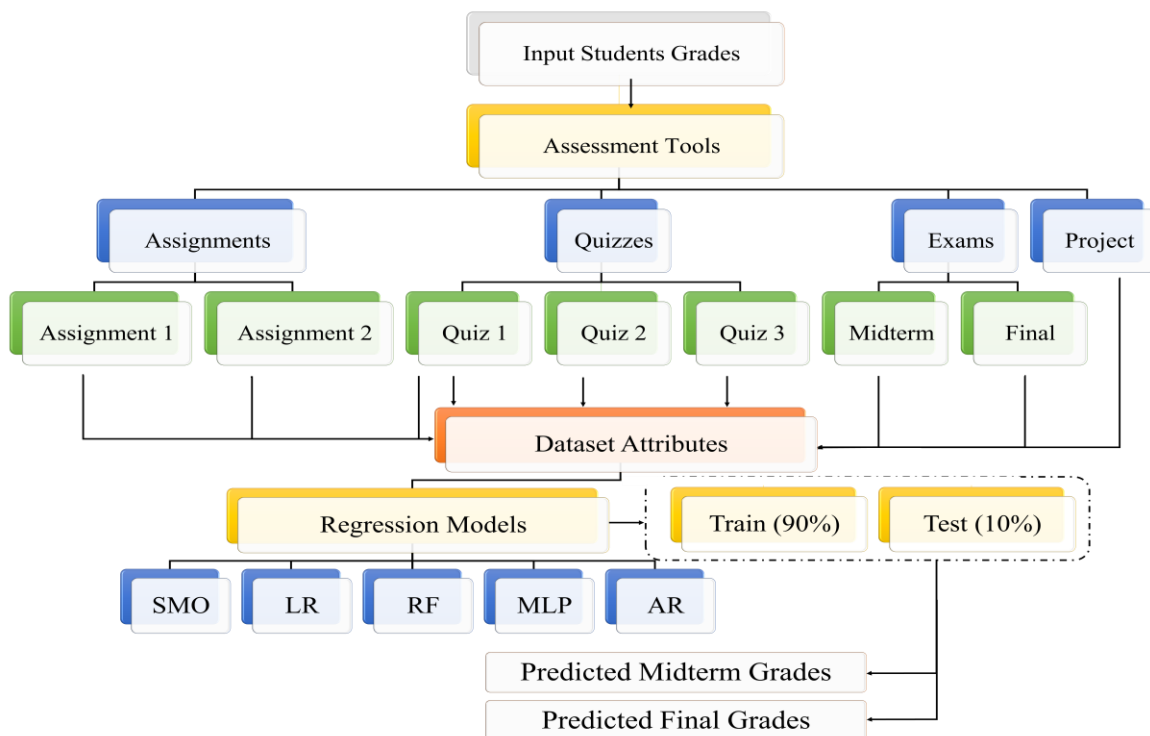 Input Students Grades
Assessment Tools
Assignments
Quizzes
Exams
Project
Assignment 1
Assignment 2
Quiz 1
Quiz 2
Quiz 3
Midterm
Final
Dataset Attributes
Regression Models
Train (90%)
Test (10%)
SMO
LR
RF
MLP
AR
Predicted Midterm Grades
Predicted Final Grades